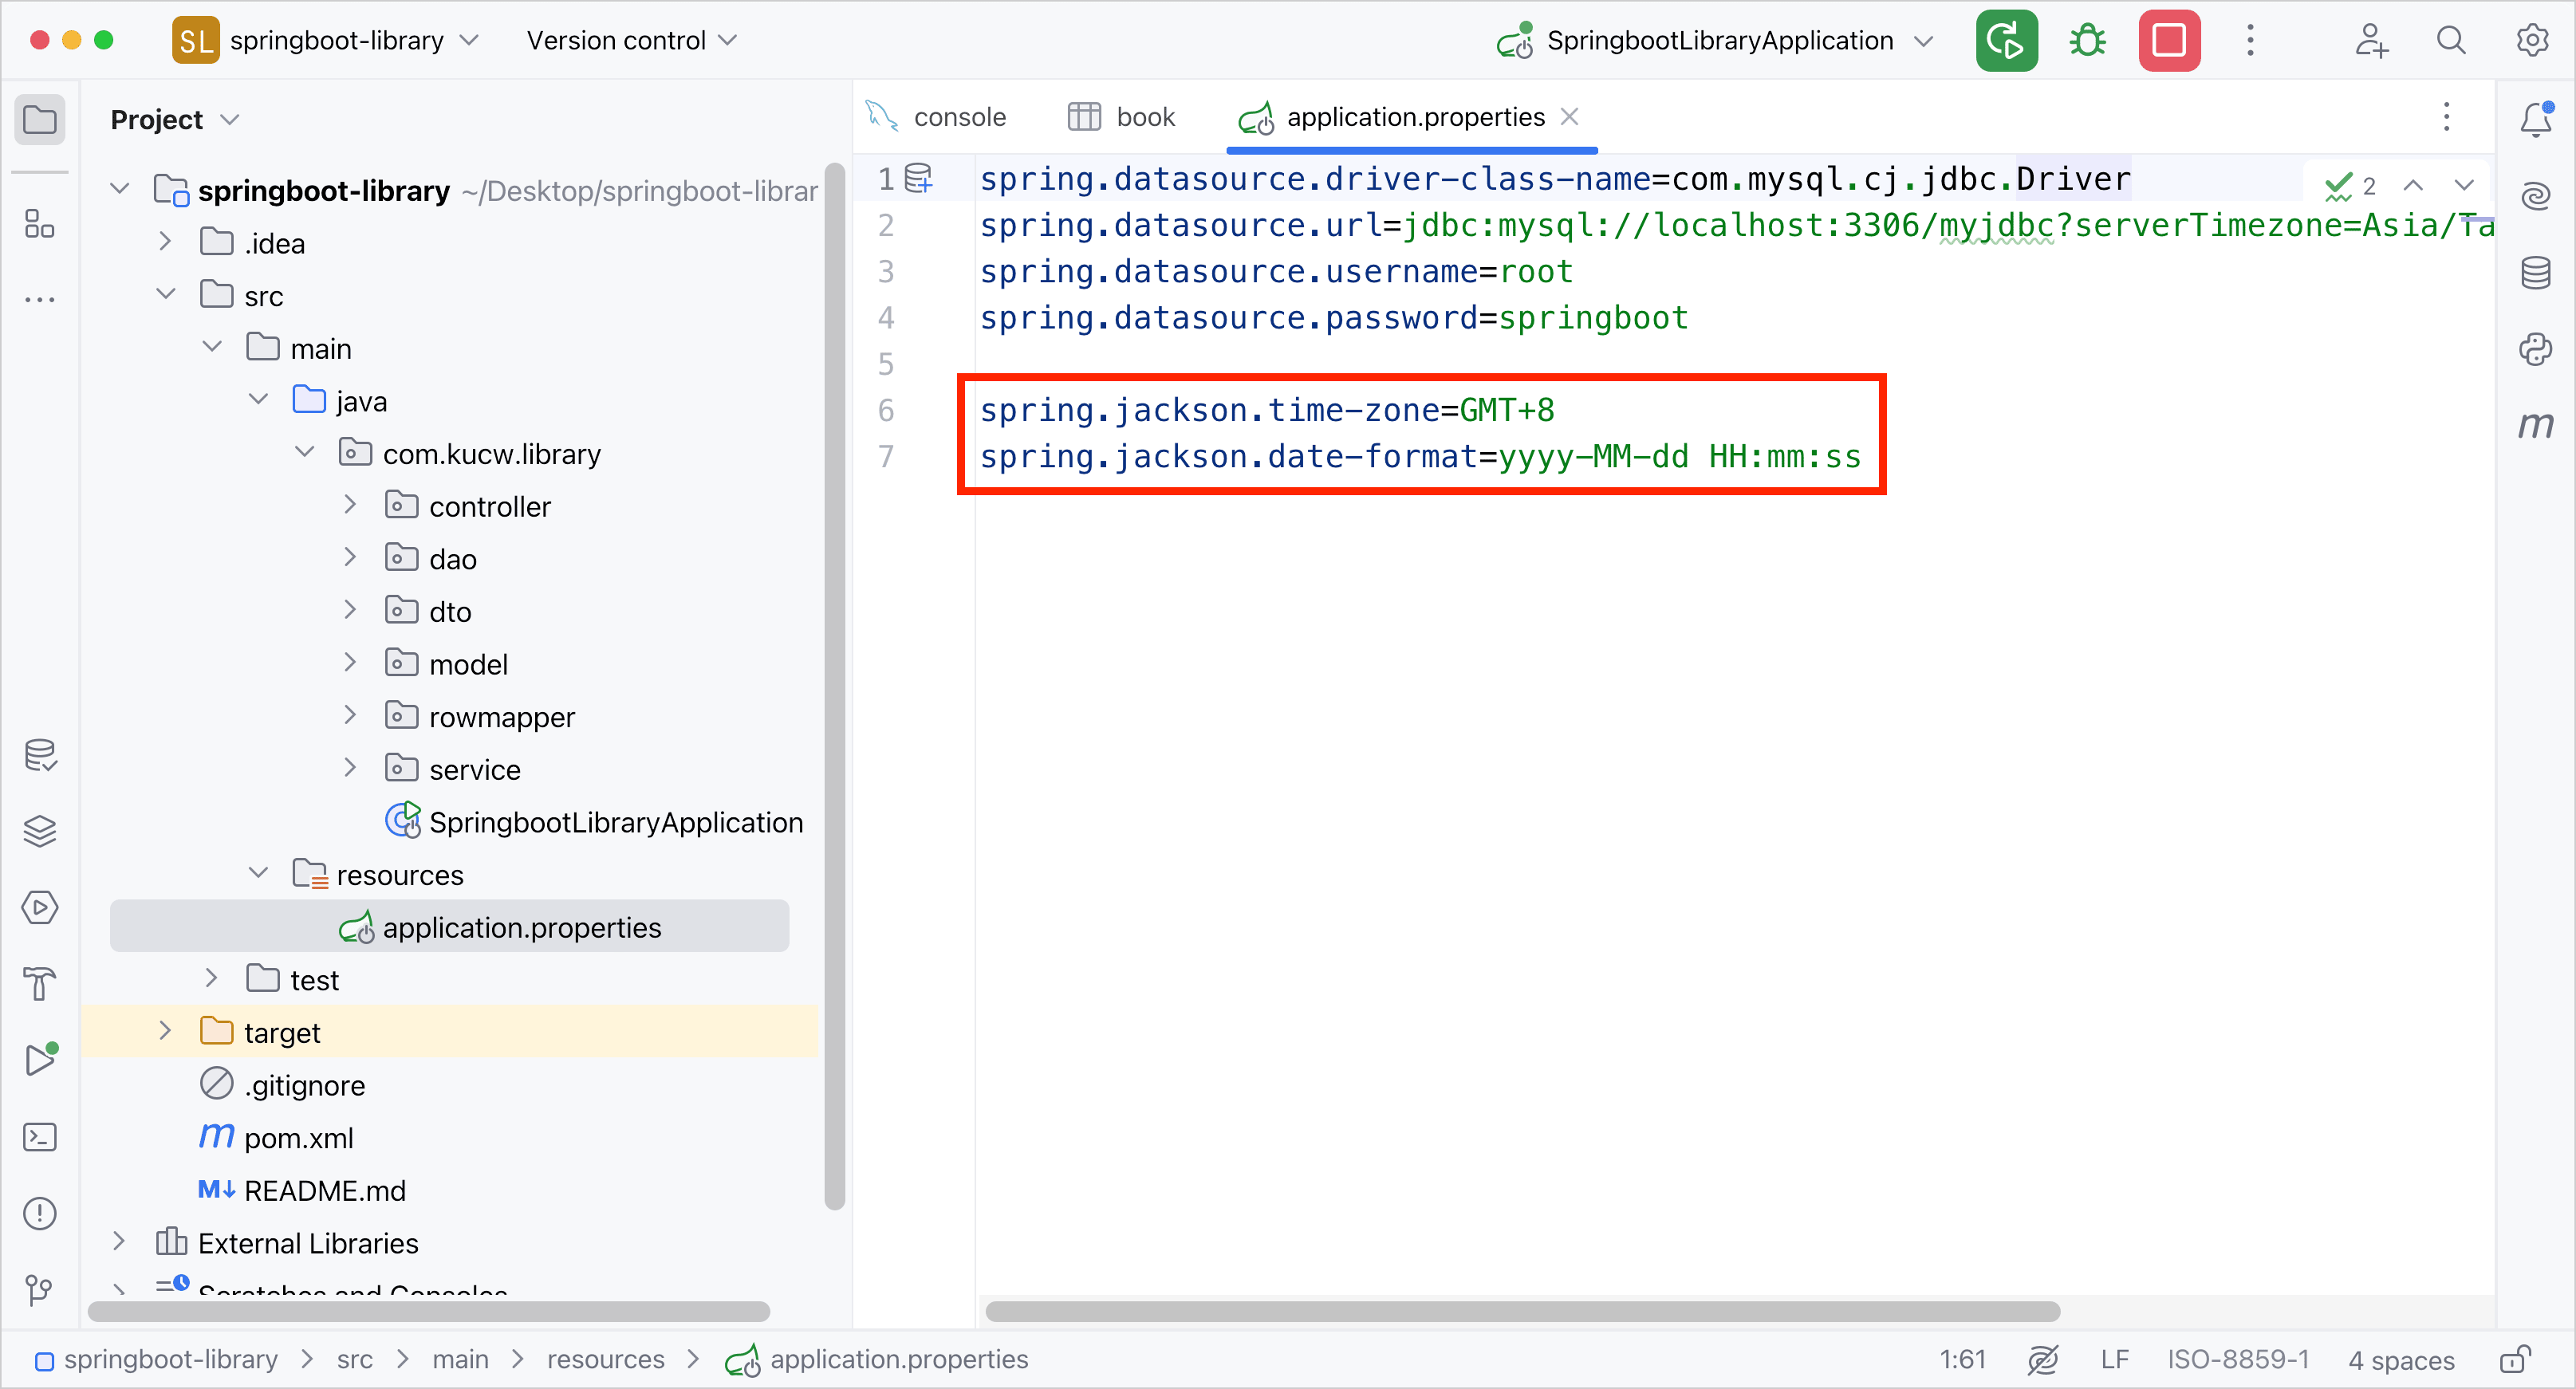 SL springboot-library Version control SpringbootLibraryApplication
Project
springboot-library ~/Desktop/springboot-librar
.idea
src
main
java
com.kucw.library
controller
dao
dto
model
rowmapper
service
SpringbootLibraryApplication
resources
application.properties
test
target
.gitignore
m pom.xml
M↓ README.md
External Libraries
Scratches and Consoles
console book application.properties
1 spring.datasource.driver-class-name=com.mysql.cj.jdbc.Driver
2
2 spring.datasource.url=jdbc:mysql://localhost:3306/myjdbc?serverTimezone=Asia/Ta
3 spring.datasource.username=root
4 spring.datasource.password=springboot
5
6 spring.jackson.time-zone=GMT+8
7 spring.jackson.date-format=yyyy-MM-dd HH:mm:ss
m
springboot-library > src > main > resources > application.properties
1:61 LF ISO-8859-1 4 spaces